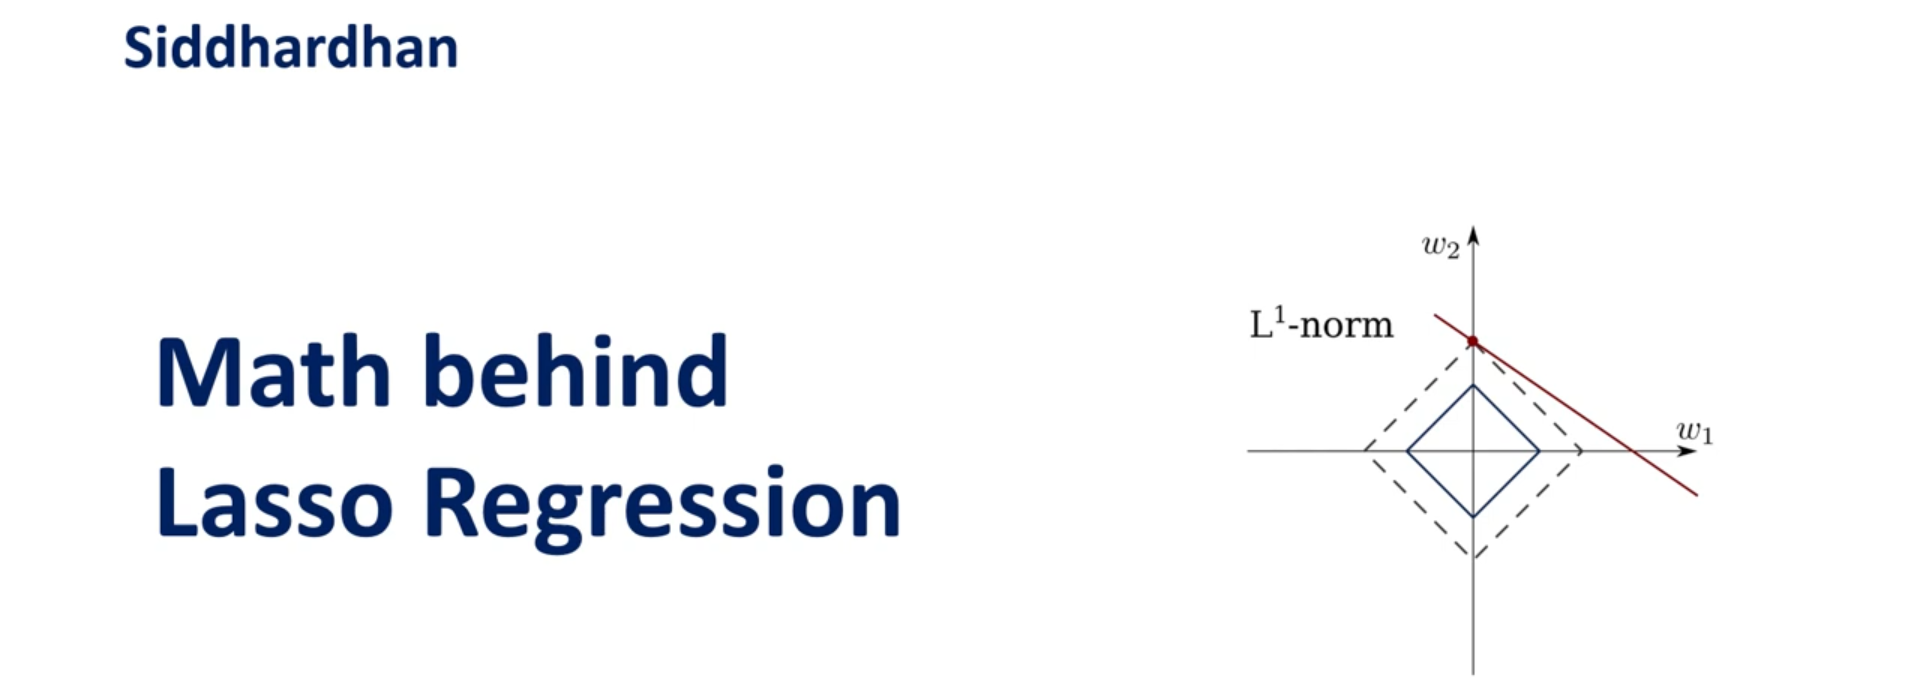 Siddhardhan
w₂
L¹-norm
Math behind
w₁
Lasso Regression